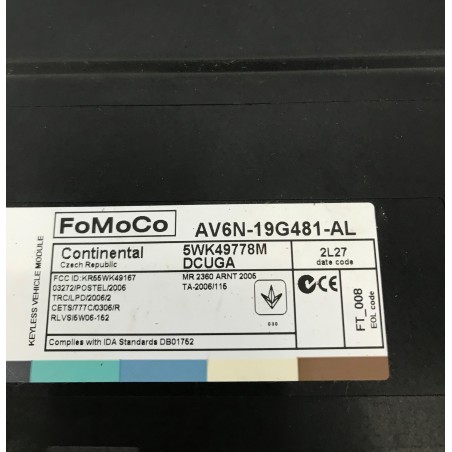 KEYLESS VEHICLE MODULE
FoMoCo
AV6N-19G481-AL
Continental
Czech Republic
5WK49778M
DCUGA
2L27
date code
FCC ID:KR55WK49167
03272/POSTEL/2006
TRC/LPD/2006/2
CETS/777C/0306/R
RLVSI5W06-152
MR 2360 ARNT 2005
TA-2006/115
030
CE
FT_008
EOL code
Complies with IDA Standards DB01752